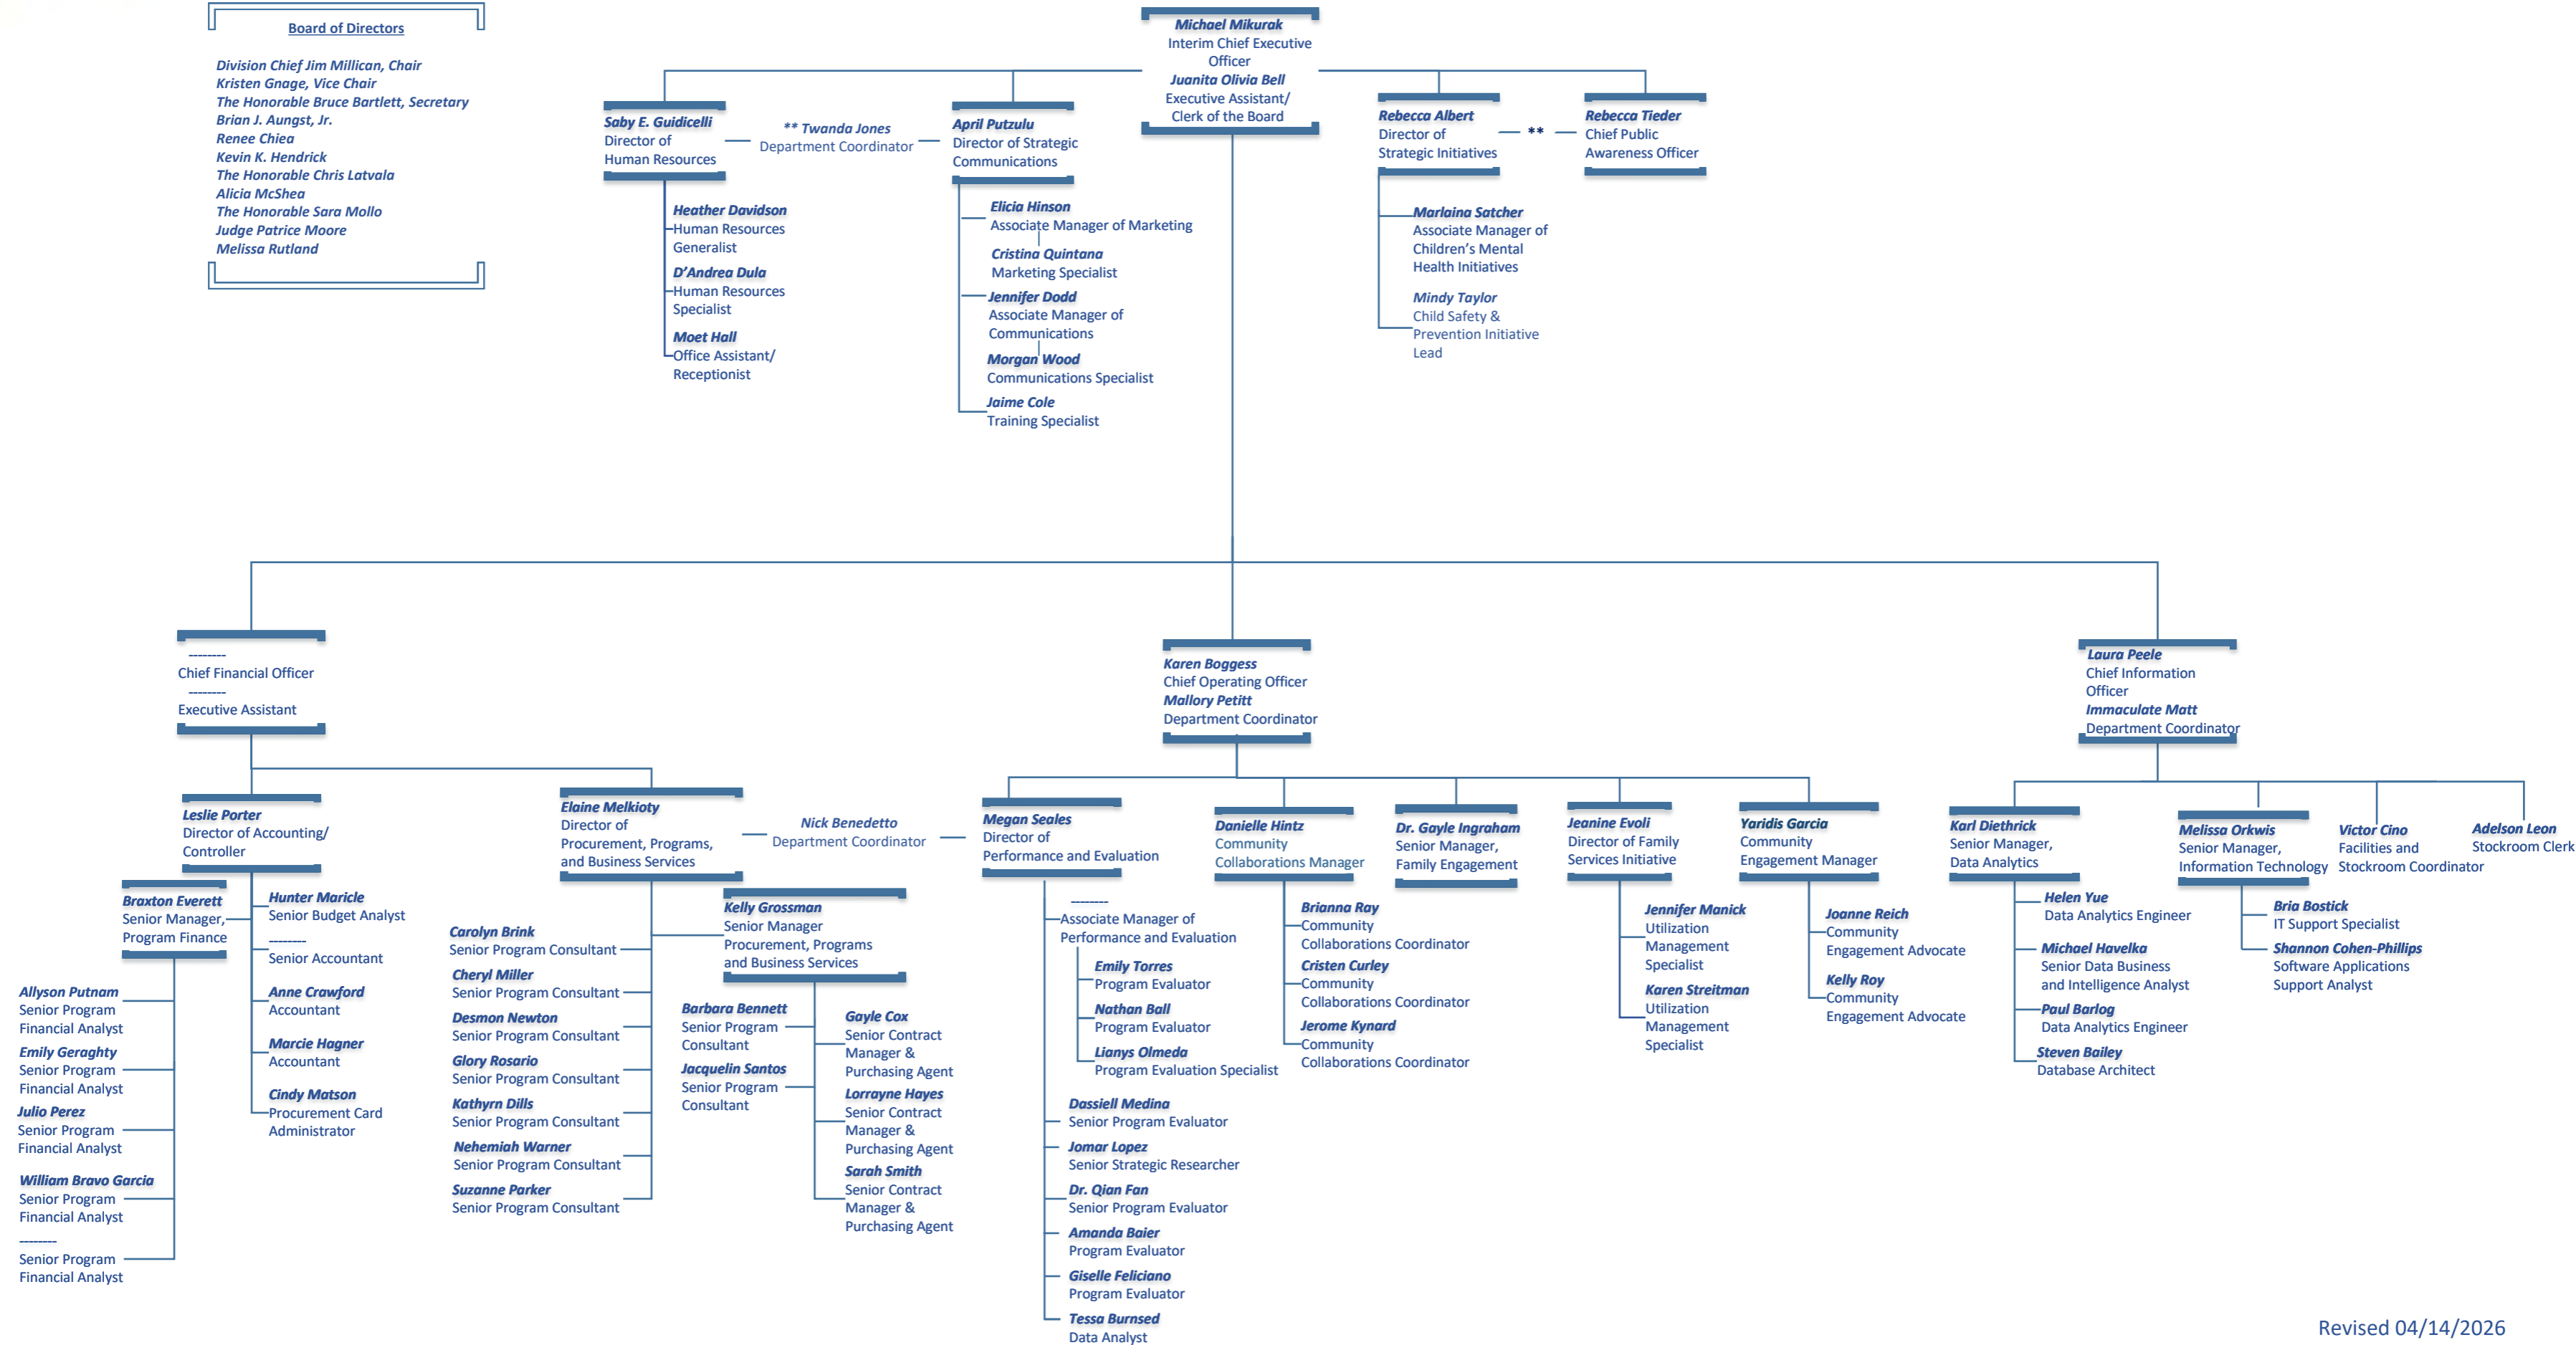 Board of Directors
Division Chief Jim Millican, Chair
Kristen Gnage, Vice Chair
The Honorable Bruce Bartlett, Secretary
Brian J. Aungst, Jr.
Renee Chiea
Kevin K. Hendrick
The Honorable Chris Latvala
Alicia McShea
The Honorable Sara Mollo
Judge Patrice Moore
Melissa Rutland
Michael Mikurak
Interim Chief Executive
Officer
Juanita Olivia Bell
Executive Assistant/
Clerk of the Board
Saby E. Guidicelli
Director of
Human Resources
** Twanda Jones
Department Coordinator
April Putzulu
Director of Strategic
Communications
Rebecca Albert
Director of
Strategic Initiatives
**
Rebecca Tieder
Chief Public
Awareness Officer
Heather Davidson
Human Resources
Generalist
D’Andrea Dula
Human Resources
Specialist
Moet Hall
Office Assistant/
Receptionist
Elicia Hinson
Associate Manager of Marketing
Cristina Quintana
Marketing Specialist
Jennifer Dodd
Associate Manager of
Communications
Morgan Wood
Communications Specialist
Jaime Cole
Training Specialist
Marlaina Satcher
Associate Manager of
Children’s Mental
Health Initiatives
Mindy Taylor
Child Safety &
Prevention Initiative
Lead
--------
Chief Financial Officer
--------
Executive Assistant
Karen Boggess
Chief Operating Officer
Mallory Petitt
Department Coordinator
Laura Peele
Chief Information
Officer
Immaculate Matt
Department Coordinator
Leslie Porter
Director of Accounting/
Controller
Elaine Melkioty
Director of
Procurement, Programs,
and Business Services
Nick Benedetto
Department Coordinator
Megan Seales
Director of
Performance and Evaluation
Danielle Hintz
Community
Collaborations Manager
Dr. Gayle Ingraham
Senior Manager,
Family Engagement
Jeanine Evoli
Director of Family
Services Initiative
Yaridis Garcia
Community
Engagement Manager
Karl Diethrick
Senior Manager,
Data Analytics
Melissa Orkwis
Senior Manager,
Information Technology
Victor Cino
Facilities and
Stockroom Coordinator
Adelson Leon
Stockroom Clerk
Braxton Everett
Senior Manager,
Program Finance
Hunter Maricle
Senior Budget Analyst
--------
Senior Accountant
Anne Crawford
Accountant
Marcie Hagner
Accountant
Cindy Matson
Procurement Card
Administrator
Allyson Putnam
Senior Program
Financial Analyst
Emily Geraghty
Senior Program
Financial Analyst
Julio Perez
Senior Program
Financial Analyst
William Bravo Garcia
Senior Program
Financial Analyst
--------
Senior Program
Financial Analyst
Carolyn Brink
Senior Program Consultant
Cheryl Miller
Senior Program Consultant
Desmon Newton
Senior Program Consultant
Glory Rosario
Senior Program Consultant
Kathyrn Dills
Senior Program Consultant
Nehemiah Warner
Senior Program Consultant
Suzanne Parker
Senior Program Consultant
Kelly Grossman
Senior Manager
Procurement, Programs
and Business Services
Barbara Bennett
Senior Program
Consultant
Jacquelin Santos
Senior Program
Consultant
Gayle Cox
Senior Contract
Manager &
Purchasing Agent
Lorrayne Hayes
Senior Contract
Manager &
Purchasing Agent
Sarah Smith
Senior Contract
Manager &
Purchasing Agent
--------
Associate Manager of
Performance and Evaluation
Emily Torres
Program Evaluator
Nathan Ball
Program Evaluator
Lianys Olmeda
Program Evaluation Specialist
Dassiell Medina
Senior Program Evaluator
Jomar Lopez
Senior Strategic Researcher
Dr. Qian Fan
Senior Program Evaluator
Amanda Baier
Program Evaluator
Giselle Feliciano
Program Evaluator
Tessa Burnsed
Data Analyst
Brianna Ray
Community
Collaborations Coordinator
Cristen Curley
Community
Collaborations Coordinator
Jerome Kynard
Community
Collaborations Coordinator
Jennifer Manick
Utilization
Management
Specialist
Karen Streitman
Utilization
Management
Specialist
Joanne Reich
Community
Engagement Advocate
Kelly Roy
Community
Engagement Advocate
Helen Yue
Data Analytics Engineer
Michael Havelka
Senior Data Business
and Intelligence Analyst
Paul Barlog
Data Analytics Engineer
Steven Bailey
Database Architect
Bria Bostick
IT Support Specialist
Shannon Cohen-Phillips
Software Applications
Support Analyst
Revised 04/14/2026